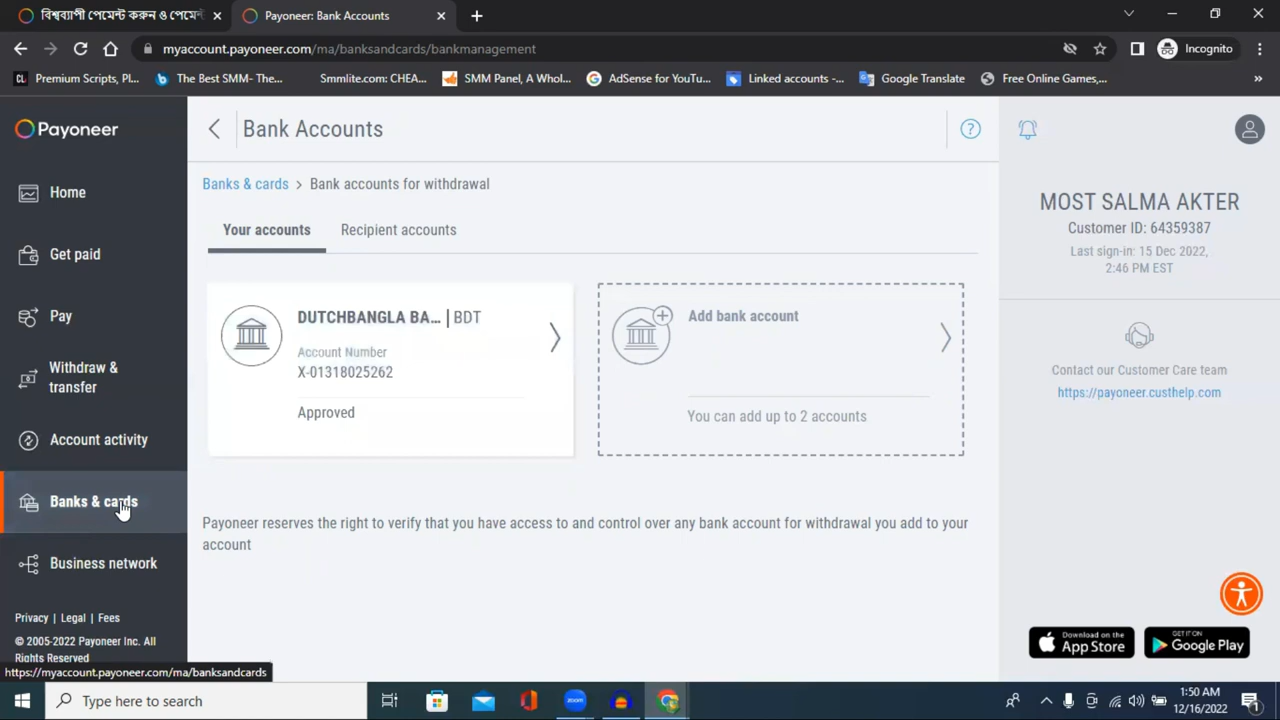 বিশ্বব্যাপী পেমেন্ট করুন ও পেমেন্ট
Payoneer: Bank Accounts
myaccount.payoneer.com/ma/banksandcards/bankmanagement
Incognito
Premium Scripts, Pl...
The Best SMM- The...
Smmlite.com: CHEA...
SMM Panel, A Whol...
AdSense for YouTu...
Linked accounts -...
Google Translate
Free Online Games,...
Payoneer
Home
Get paid
Pay
Withdraw &
transfer
Account activity
Banks & cards
Business network
Privacy | Legal | Fees
© 2005-2022 Payoneer Inc. All
Rights Reserved
https://myaccount.payoneer.com/ma/banksandcards
Bank Accounts
Banks & cards > Bank accounts for withdrawal
Your accounts
Recipient accounts
DUTCHBANGLA BA... | BDT
Account Number
X-01318025262
Approved
Add bank account
You can add up to 2 accounts
Payoneer reserves the right to verify that you have access to and control over any bank account for withdrawal you add to your
account
MOST SALMA AKTER
Customer ID: 64359387
Last sign-in: 15 Dec 2022,
2:46 PM EST
Contact our Customer Care team
https://payoneer.custhelp.com
Download on the
App Store
GET IT ON
Google Play
Type here to search
zoom
1:50 AM
12/16/2022
1